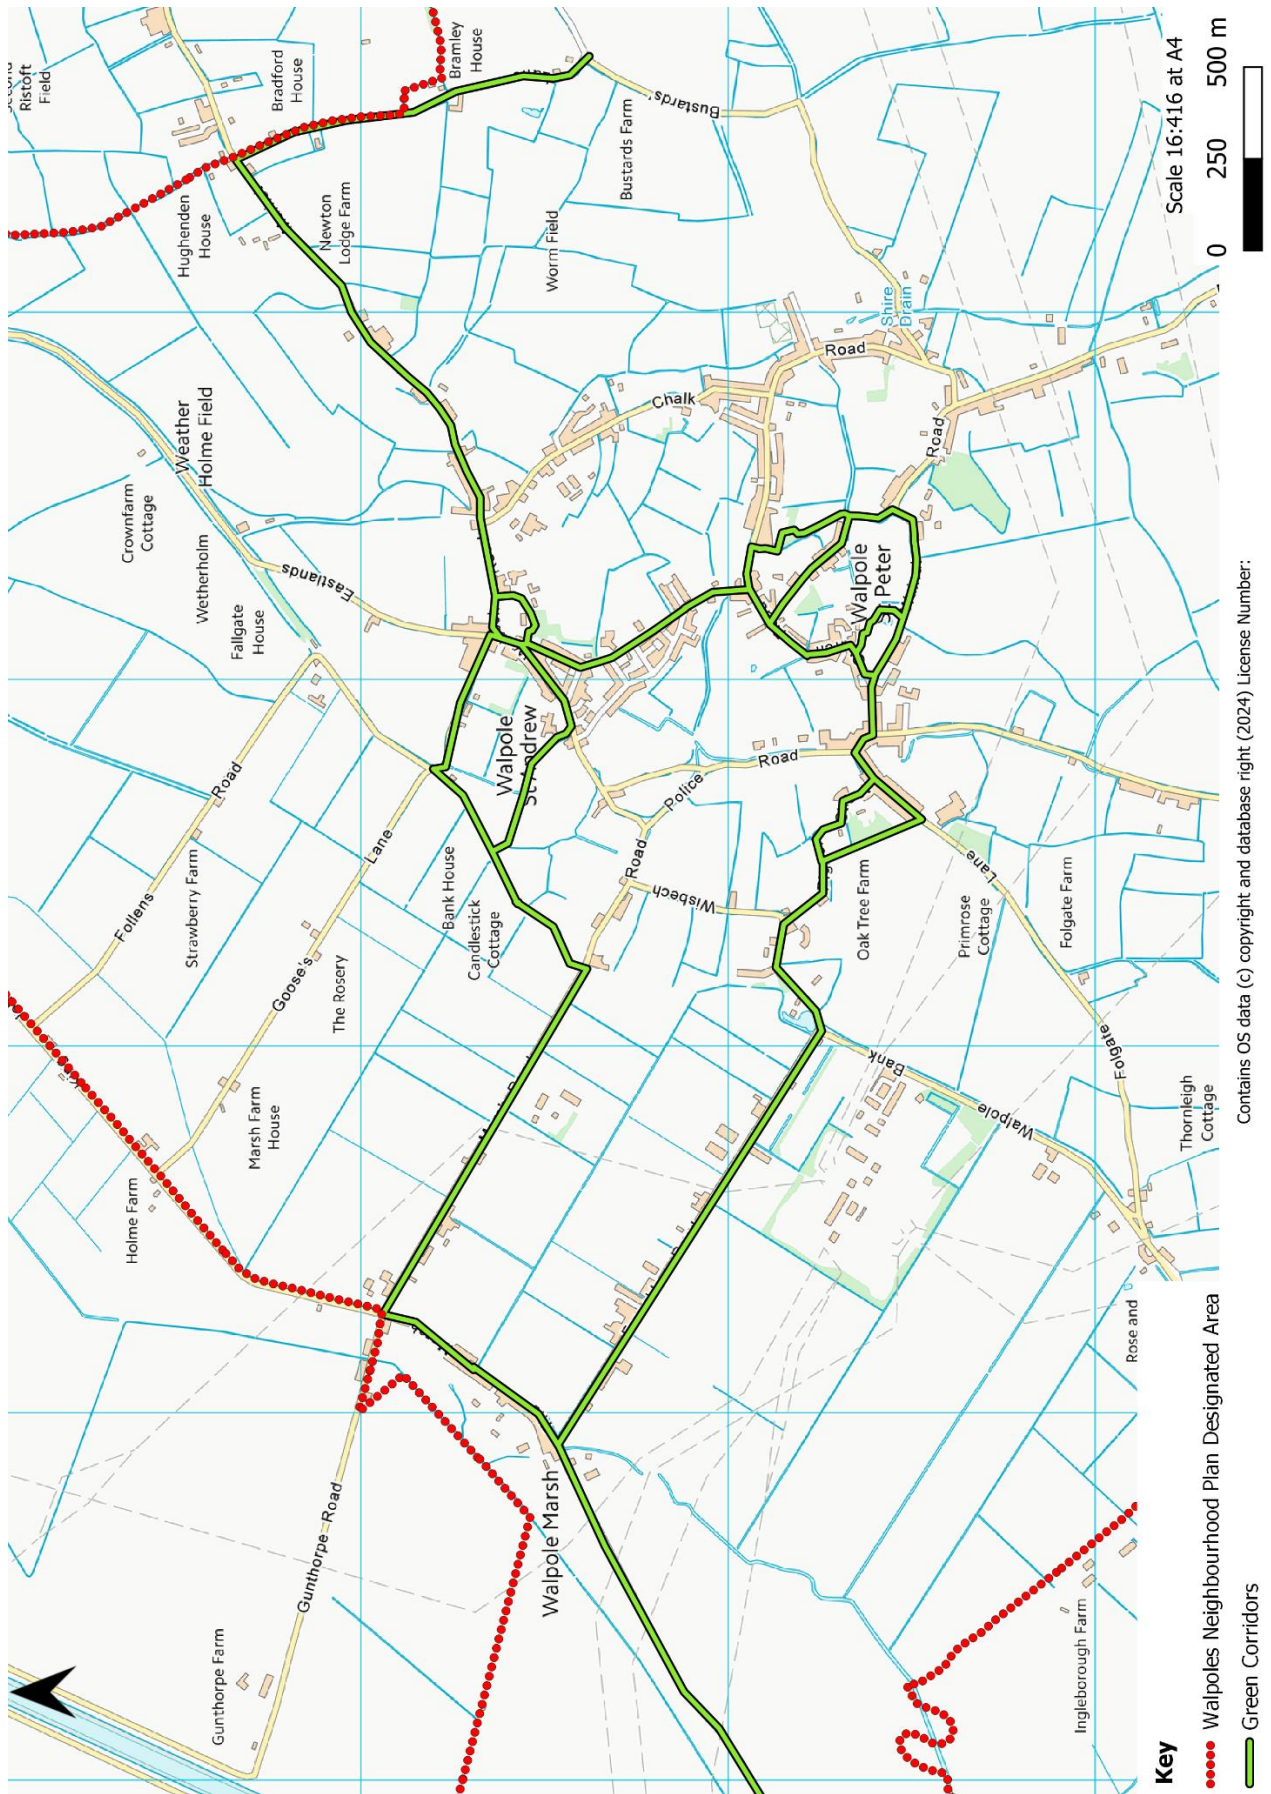 Ristoft
Field
Bradford
House
Bramley
House
Hughenden
House
Newton
Lodge Farm
Bustards Farm
Bustards'
Worm Field
Shire
Drain
Road
Chalk
Road
Weather
Holme Field
Crownfarm
Cottage
Wetherholm
Eastlands
Fallgate
House
Walpole
St Andrew
Walpole
Peter
Follens
Road
Strawberry Farm
Goose's
Lane
The Rosery
Bank House
Candlestick
Cottage
Road
Police
Road
Wisbech
Oak Tree Farm
Primrose
Cottage
Lane
Folgate Farm
Folgate
Bank
Walpole
Thornleigh
Cottage
Marsh Farm
House
Holme Farm
Gunthorpe Road
Gunthorpe Farm
Walpole Marsh
Rose and
Ingleborough Farm
Scale 16:416 at A4
0 250 500 m
Key
Walpoles Neighbourhood Plan Designated Area
Green Corridors
Contains OS data (c) copyright and database right (2024) License Number: